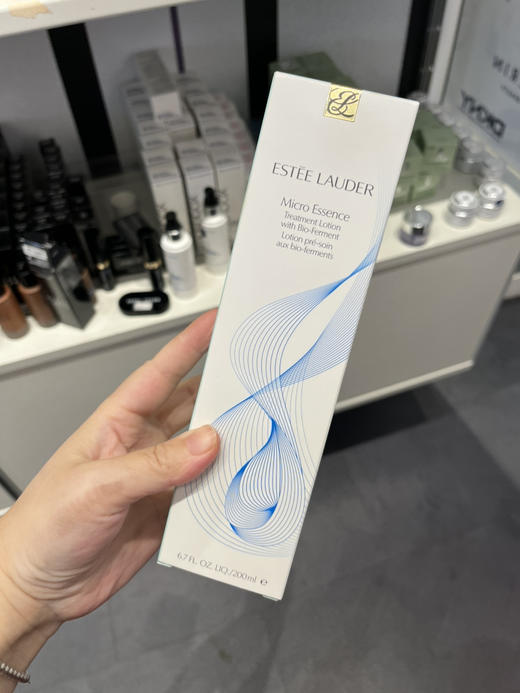 ESTĒE LAUDER
Micro Essence
Treatment Lotion
with Bio-Ferment
Lotion pré-soin
aux bio-ferments
6.7 FL. OZ. LIQ./200ml ℮
DKNY